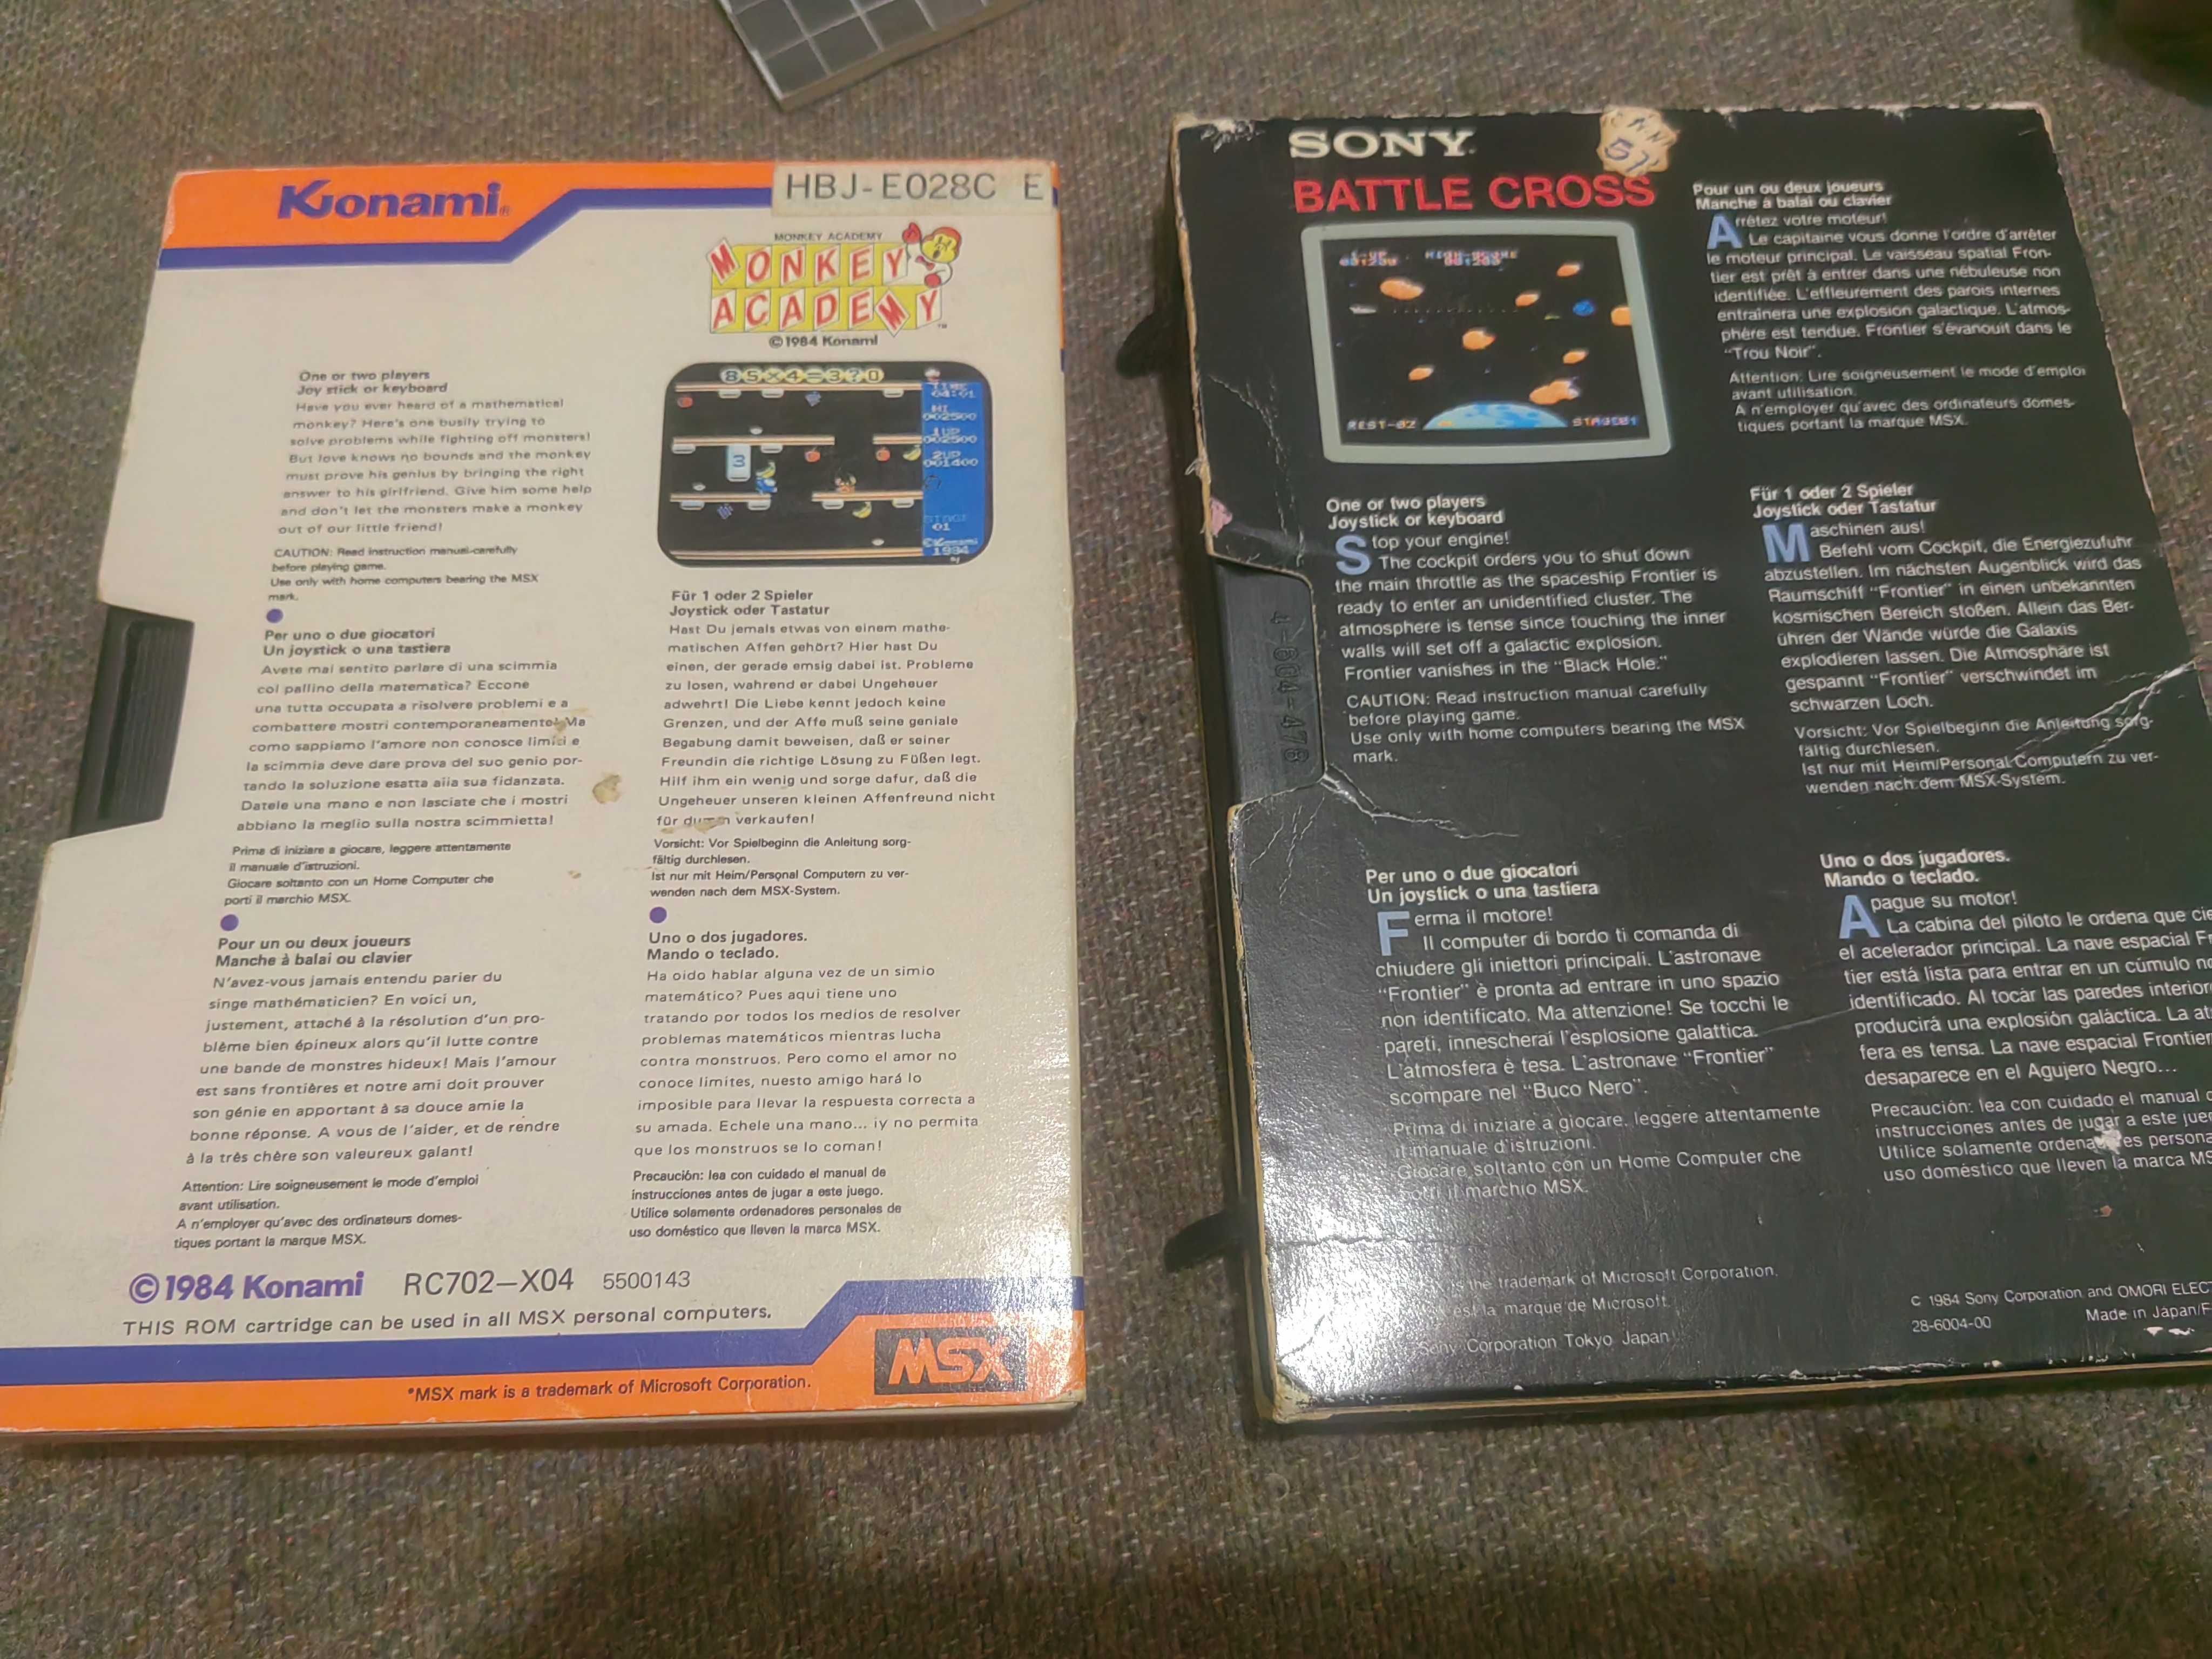 Konami®
HBJ-E028C E
MONKEY ACADEMY
MONKEY
ACADEMY™
©1984 Konami
One or two players
Joy stick or keyboard
Have you ever heard of a mathematical
monkey? Here's one busily trying to
solve problems while fighting off monsters!
But love knows no bounds and the monkey
must prove his genius by bringing the right
answer to his girlfriend. Give him some help
and don't let the monsters make a monkey
out of our little friend!
CAUTION: Read instruction manual-carefully
before playing game.
Use only with home computers bearing the MSX
mark.
Per uno o due giocatori
Un joystick o una tastiera
Avete mai sentito parlare di una scimmia
col pallino della matematica? Eccone
una tutta occupata a risolvere problemi e a
combattere mostri contemporaneamente! Ma
como sappiamo l'amore non conosce limiti e
la scimmia deve dare prova del suo genio por-
tando la soluzione esatta alla sua fidanzata.
Datele una mano e non lasciate che i mostri
abbiano la meglio sulla nostra scimmietta!
Prima di iniziare a giocare, leggere attentamente
il manuale d'istruzioni.
Giocare soltanto con un Home Computer che
porti il marchio MSX.
Pour un ou deux joueurs
Manche à balai ou clavier
N'avez-vous jamais entendu parier du
singe mathématicien? En voici un,
justement, attaché à la résolution d'un pro-
blême bien épineux alors qu'il lutte contre
une bande de monstres hideux! Mais l'amour
est sans frontières et notre ami doit prouver
son génie en apportant à sa douce amie la
bonne réponse. A vous de l'aider, et de rendre
à la très chère son valeureux galant!
Attention: Lire soigneusement le mode d'emploi
avant utilisation.
A n'employer qu'avec des ordinateurs domes-
tiques portant la marque MSX.
85×4=3?0
TIME
04:01
HI
002500
1UP
002500
2UP
001400
3
STAGE
01
©Konami
1984
Für 1 oder 2 Spieler
Joystick oder Tastatur
Hast Du jemals etwas von einem mathe-
matischen Affen gehört? Hier hast Du
einen, der gerade emsig dabei ist. Probleme
zu losen, wahrend er dabei Ungeheuer
adwehrt! Die Liebe kennt jedoch keine
Grenzen, und der Affe muß seine geniale
Begabung damit beweisen, daß er seiner
Freundin die richtige Lösung zu Füßen legt.
Hilf ihm ein wenig und sorge dafur, daß die
Ungeheuer unseren kleinen Affenfreund nicht
für dumm verkaufen!
Vorsicht: Vor Spielbeginn die Anleitung sorg-
fältig durchlesen.
Ist nur mit Heim/Personal Computern zu ver-
wenden nach dem MSX-System.
Uno o dos jugadores.
Mando o teclado.
Ha oido hablar alguna vez de un simio
matemático? Pues aqui tiene uno
tratando por todos los medios de resolver
problemas matemáticos mientras lucha
contra monstruos. Pero como el amor no
conoce limites, nuesto amigo hará lo
imposible para llevar la respuesta correcta a
su amada. Echele una mano... ¡y no permita
que los monstruos se lo coman!
Precaución: lea con cuidado el manual de
instrucciones antes de jugar a este juego.
Utilice solamente ordenadores personales de
uso doméstico que lleven la marca MSX.
©1984 Konami RC702–X04 5500143
THIS ROM cartridge can be used in all MSX personal computers.
MSX
*MSX mark is a trademark of Microsoft Corporation.
SONY
57
BATTLE CROSS
REST-02
STAGE01
One or two players
Joystick or keyboard
Stop your engine!
The cockpit orders you to shut down
the main throttle as the spaceship Frontier is
ready to enter an unidentified cluster. The
atmosphere is tense since touching the inner
walls will set off a galactic explosion.
Frontier vanishes in the "Black Hole."
CAUTION: Read instruction manual carefully
before playing game.
Use only with home computers bearing the MSX
mark.
4-6004-478
Pour un ou deux joueurs
Manche à balai ou clavier
Arrêtez votre moteur!
Le capitaine vous donne l'ordre d'arrêter
le moteur principal. Le vaisseau spatial Fron-
tier est prêt à entrer dans une nébuleuse non
identifiée. L'effleurement des parois internes
entraînera une explosion galactique. L'atmos-
phère est tendue. Frontier s'évanouit dans le
"Trou Noir".
Attention: Lire soigneusement le mode d'emploi
avant utilisation.
A n'employer qu'avec des ordinateurs domes-
tiques portant la marque MSX.
Für 1 oder 2 Spieler
Joystick oder Tastatur
Maschinen aus!
Befehl vom Cockpit, die Energiezufuhr
abzustellen. Im nächsten Augenblick wird das
Raumschiff "Frontier" in einen unbekannten
kosmischen Bereich stoßen. Allein das Ber-
ühren der Wände würde die Galaxis
explodieren lassen. Die Atmosphäre ist
gespannt "Frontier" verschwindet im
schwarzen Loch.
Vorsicht: Vor Spielbeginn die Anleitung sorg-
fältig durchlesen.
Ist nur mit Heim/Personal Computern zu ver-
wenden nach dem MSX-System.
Per uno o due giocatori
Un joystick o una tastiera
Ferma il motore!
Il computer di bordo ti comanda di
chiudere gli iniettori principali. L'astronave
"Frontier" è pronta ad entrare in uno spazio
non identificato. Ma attenzione! Se tocchi le
pareti, innescherai l'esplosione galattica.
L'atmosfera è tesa. L'astronave "Frontier"
scompare nel "Buco Nero".
Prima di iniziare a giocare, leggere attentamente
il manuale d'istruzioni.
Giocare soltanto con un Home Computer che
porti il marchio MSX.
Uno o dos jugadores.
Mando o teclado.
Apague su motor!
La cabina del piloto le ordena que cie
el acelerador principal. La nave espacial Fr
tier está lista para entrar en un cúmulo no
identificado. Al tocar las paredes interior
producirá una explosión galáctica. La at
fera es tensa. La nave espacial Frontier
desaparece en el Agujero Negro...
Precaución: lea con cuidado el manual
instrucciones antes de jugar a este jue
Utilice solamente ordenadores persona
uso doméstico que lleven la marca MS
is the trademark of Microsoft Corporation.
est la marque de Microsoft.
Sony Corporation Tokyo Japan
C 1984 Sony Corporation and OMORI ELEC
28-6004-00
Made in Japan/F